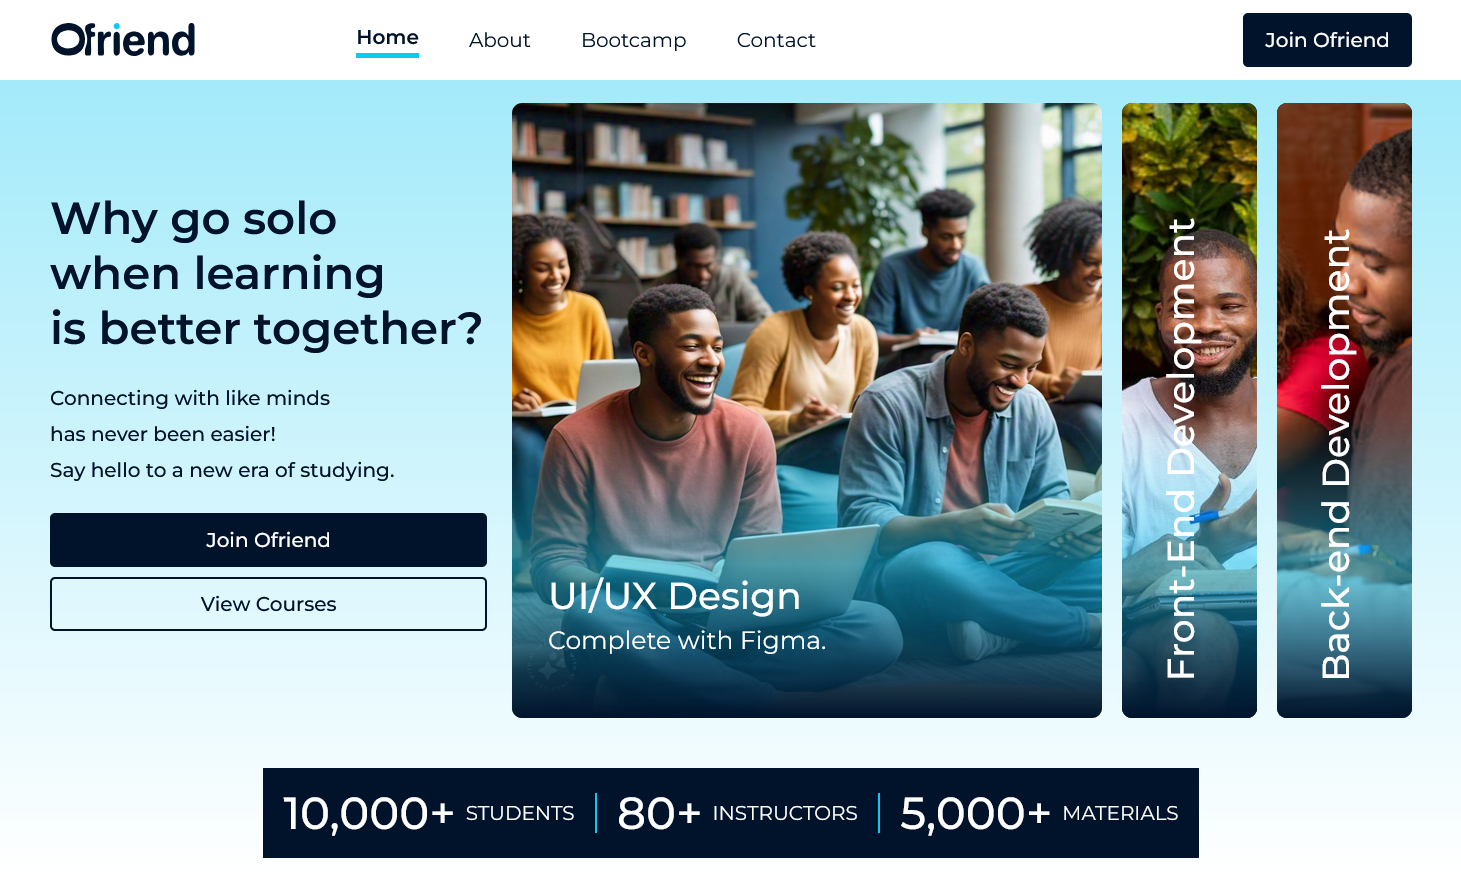 Ofriend
Home
About
Bootcamp
Contact
Join Ofriend
Why go solo
when learning
is better together?
Connecting with like minds
has never been easier!
Say hello to a new era of studying.
Join Ofriend
View Courses
UI/UX Design
Complete with Figma.
Front-End Development
Back-end Development
10,000+ STUDENTS
80+ INSTRUCTORS
5,000+ MATERIALS